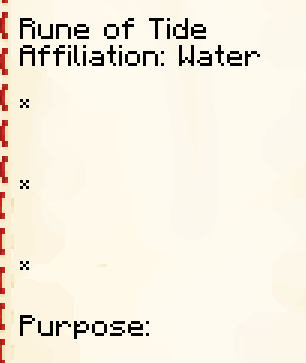 Rune of Tide
Affiliation: Water
x
x
x
Purpose: